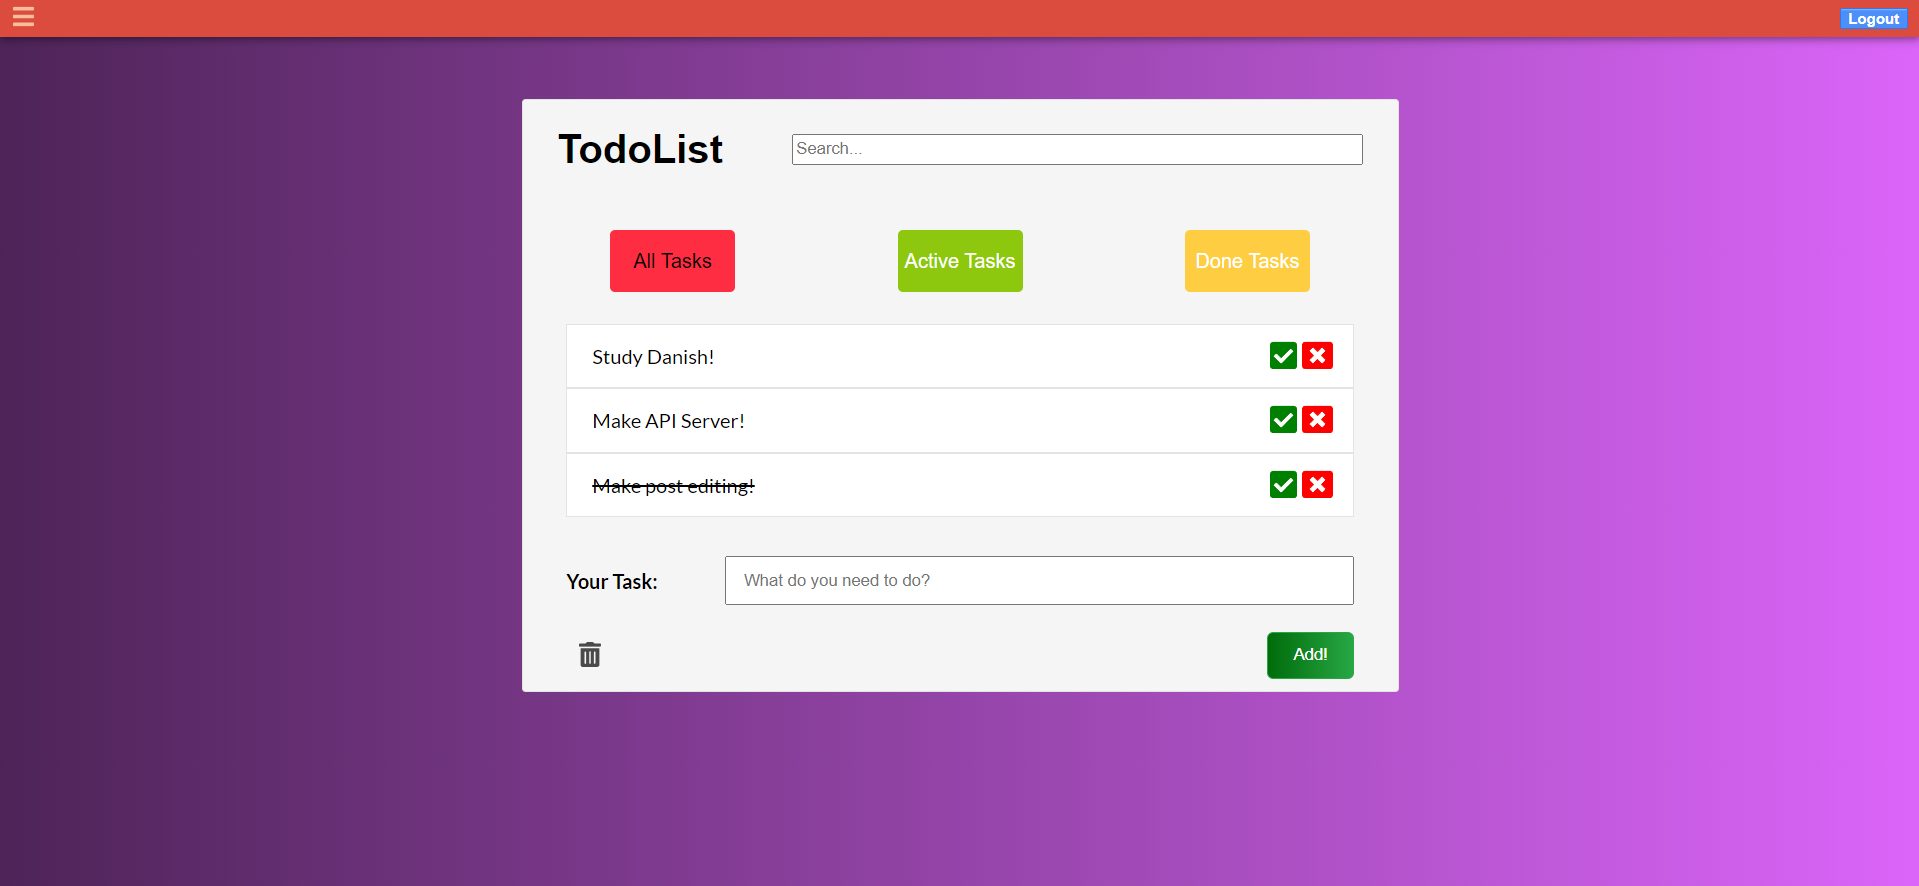 Logout
TodoList
Search...
All Tasks
Active Tasks
Done Tasks
Study Danish!
Make API Server!
Make post editing!
Your Task:
What do you need to do?
Add!